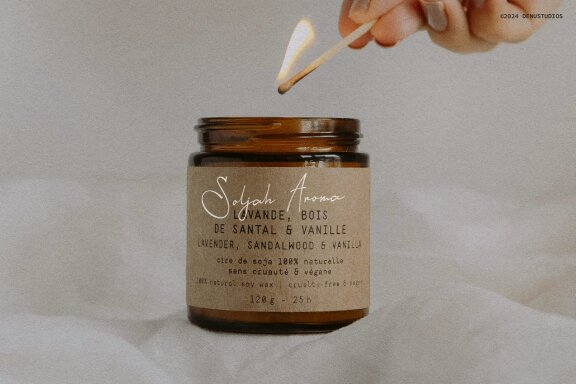 ©2024 DENUSTUDIOS
Soljah Aroma
LAVANDE, BOIS
DE SANTAL & VANILLE
LAVENDER, SANDALWOOD & VANILLA
cire de soja 100% naturelle
sans cruauté & végane
100% natural soy wax | cruelty-free & vegan
120g - 25h